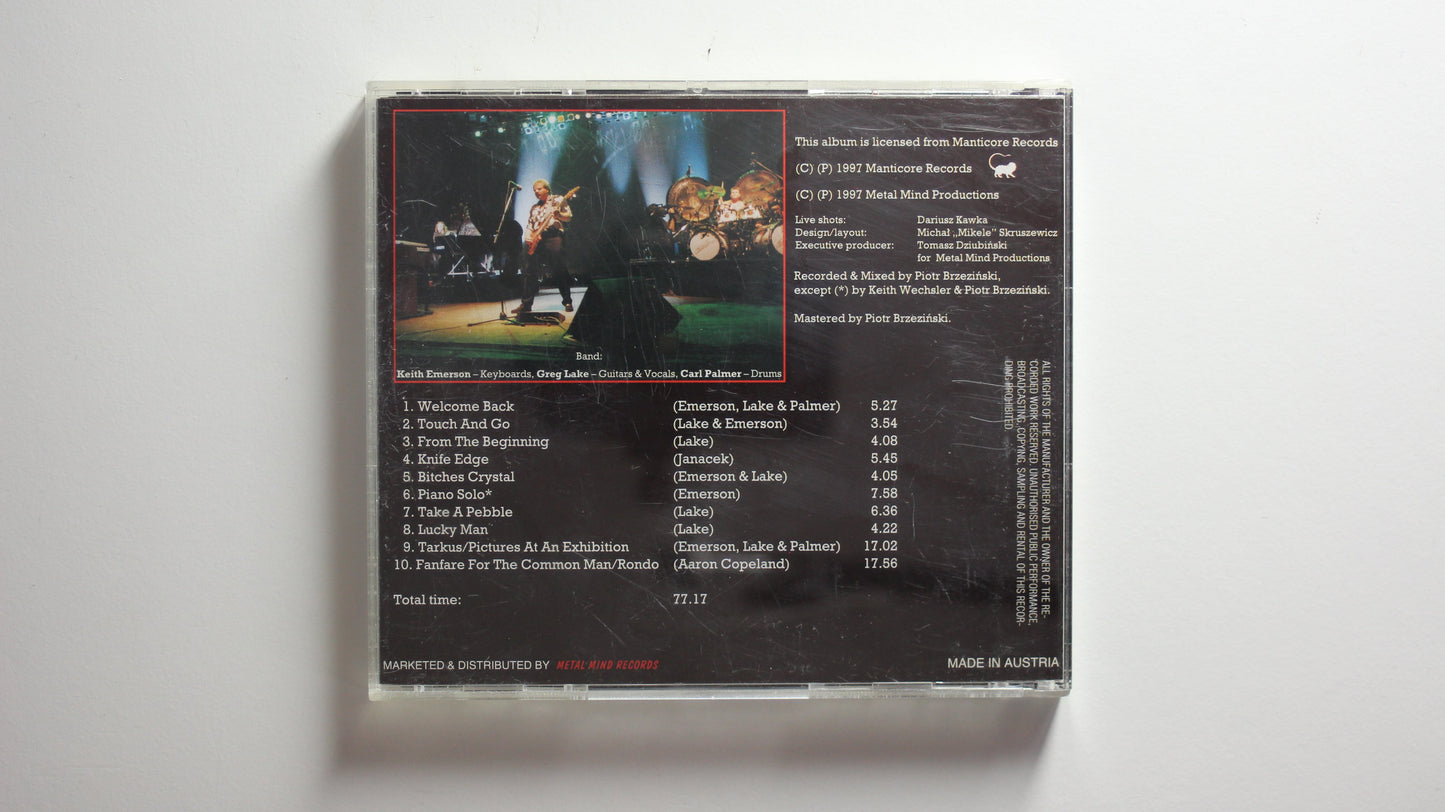 This album is licensed from Manticore Records
(C) (P) 1997 Manticore Records
(C) (P) 1997 Metal Mind Productions
Live shots: Dariusz Kawka
Design/layout: Michał „Mikele" Skruszewicz
Executive producer: Tomasz Dziubiński
for Metal Mind Productions
Recorded & Mixed by Piotr Brzeziński,
except (*) by Keith Wechsler & Piotr Brzeziński.
Mastered by Piotr Brzeziński.
Band:
Keith Emerson – Keyboards, Greg Lake – Guitars & Vocals, Carl Palmer – Drums
1. Welcome Back (Emerson, Lake & Palmer) 5.27
2. Touch And Go (Lake & Emerson) 3.54
3. From The Beginning (Lake) 4.08
4. Knife Edge (Janacek) 5.45
5. Bitches Crystal (Emerson & Lake) 4.05
6. Piano Solo* (Emerson) 7.58
7. Take A Pebble (Lake) 6.36
8. Lucky Man (Lake) 4.22
9. Tarkus/Pictures At An Exhibition (Emerson, Lake & Palmer) 17.02
10. Fanfare For The Common Man/Rondo (Aaron Copeland) 17.56
Total time: 77.17
ALL RIGHTS OF THE MANUFACTURER AND THE OWNER OF THE RE-
CORDED WORK RESERVED. UNAUTHORISED PUBLIC PERFORMANCE,
BROADCASTING, COPYING, SAMPLING AND RENTAL OF THIS RECOR-
DING PROHIBITED.
MARKETED & DISTRIBUTED BY METAL MIND RECORDS
MADE IN AUSTRIA